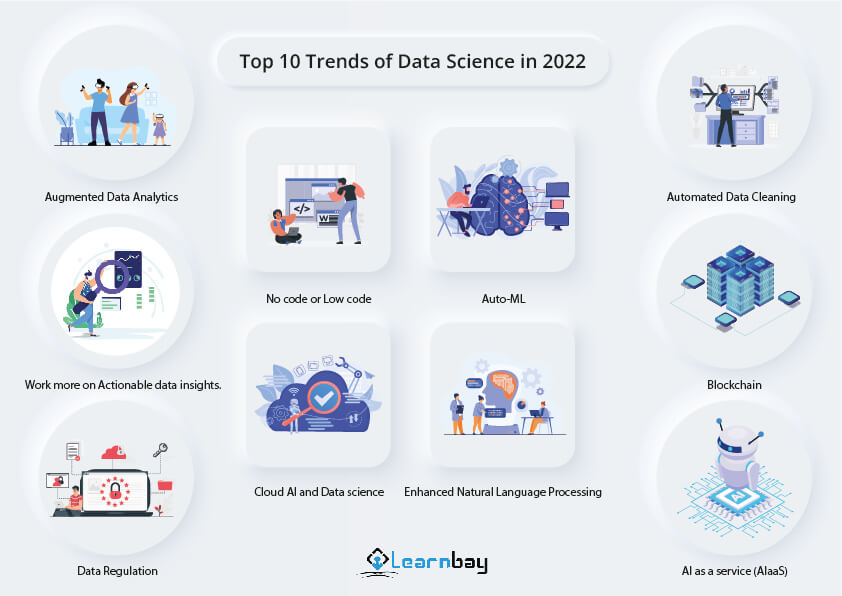 Top 10 Trends of Data Science in 2022
Augmented Data Analytics
Automated Data Cleaning
</>
W
No code or Low code
Auto-ML
Work more on Actionable data insights.
Blockchain
Cloud AI and Data science
Enhanced Natural Language Processing
AI
Data Regulation
Learnbay
AI as a service (AIaaS)